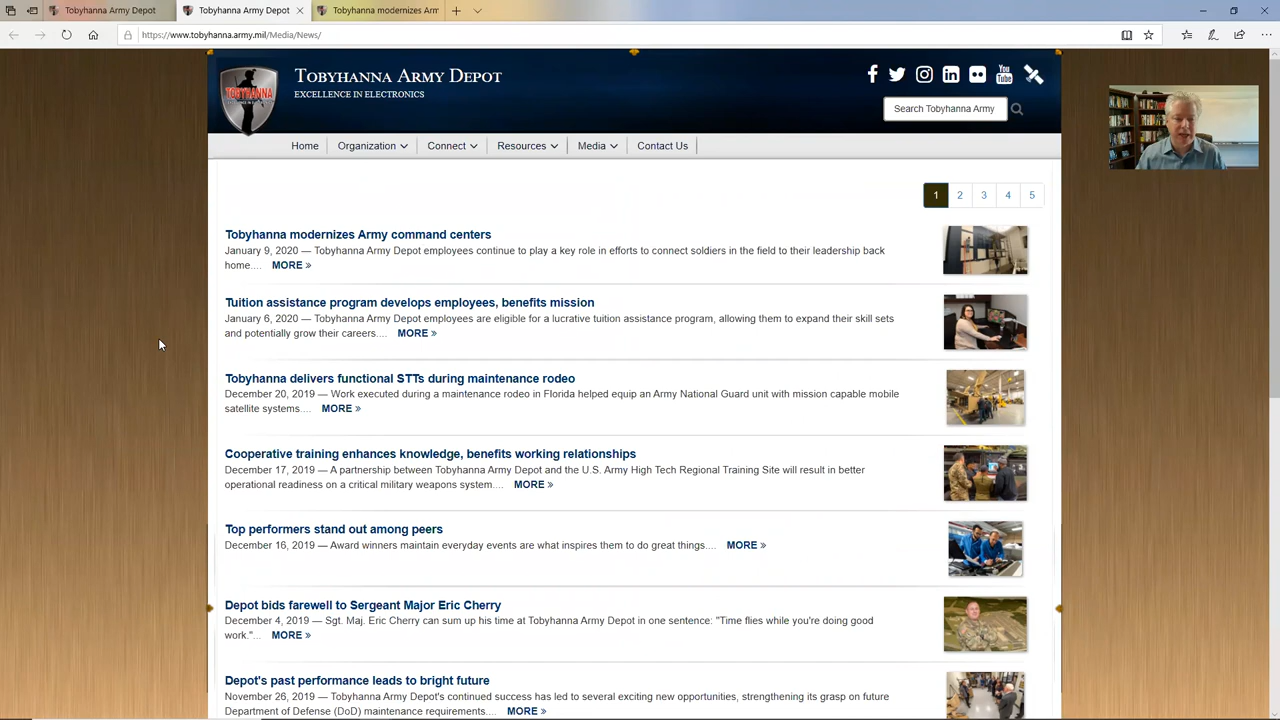 Tobyhanna Army Depot
Tobyhanna Army Depot
Tobyhanna modernizes Arm
https://www.tobyhanna.army.mil/Media/News/
TOBYHANNA
TOBYHANNA ARMY DEPOT
EXCELLENCE IN ELECTRONICS
You
Tube
Search Tobyhanna Army
Home
Organization
Connect
Resources
Media
Contact Us
1 2 3 4 5
Tobyhanna modernizes Army command centers
January 9, 2020 — Tobyhanna Army Depot employees continue to play a key role in efforts to connect soldiers in the field to their leadership back
home.... MORE »
Tuition assistance program develops employees, benefits mission
January 6, 2020 — Tobyhanna Army Depot employees are eligible for a lucrative tuition assistance program, allowing them to expand their skill sets
and potentially grow their careers.... MORE »
Tobyhanna delivers functional STTs during maintenance rodeo
December 20, 2019 — Work executed during a maintenance rodeo in Florida helped equip an Army National Guard unit with mission capable mobile
satellite systems.... MORE »
Cooperative training enhances knowledge, benefits working relationships
December 17, 2019 — A partnership between Tobyhanna Army Depot and the U.S. Army High Tech Regional Training Site will result in better
operational readiness on a critical military weapons system.... MORE »
Top performers stand out among peers
December 16, 2019 — Award winners maintain everyday events are what inspires them to do great things.... MORE »
Depot bids farewell to Sergeant Major Eric Cherry
December 4, 2019 — Sgt. Maj. Eric Cherry can sum up his time at Tobyhanna Army Depot in one sentence: "Time flies while you're doing good
work."... MORE »
Depot's past performance leads to bright future
November 26, 2019 — Tobyhanna Army Depot's continued success has led to several exciting new opportunities, strengthening its grasp on future
Department of Defense (DoD) maintenance requirements.... MORE »